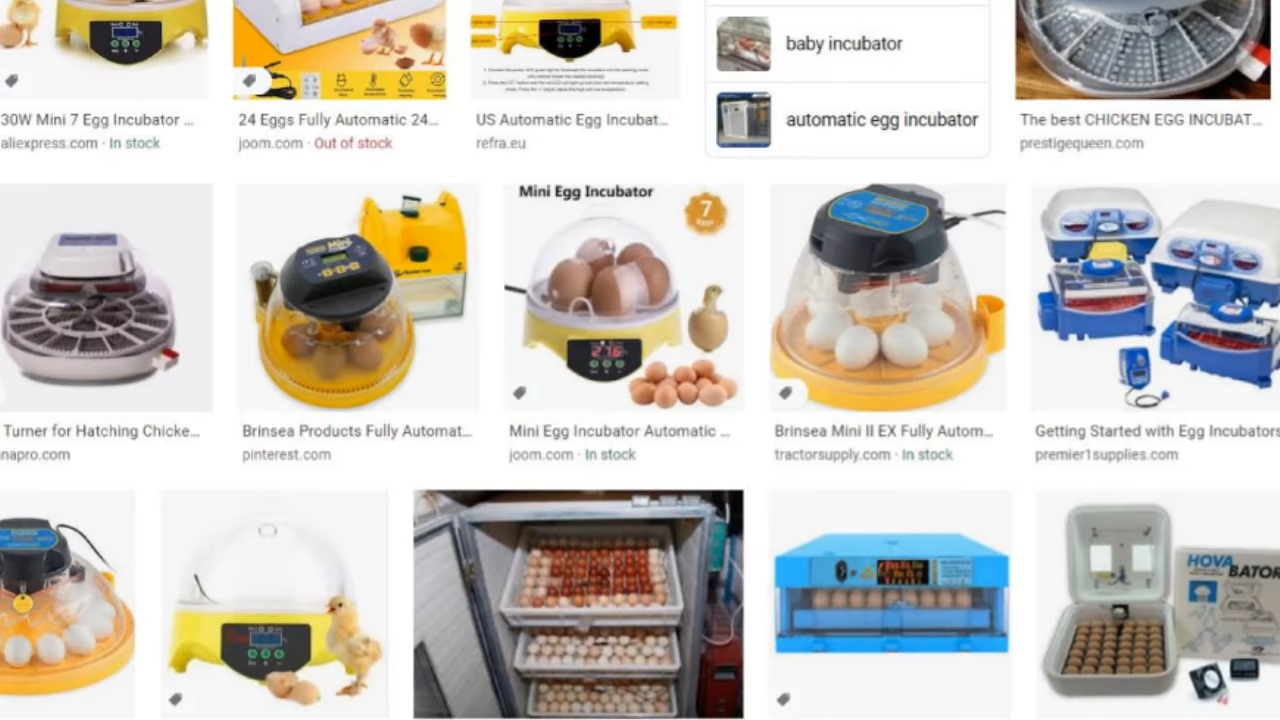 baby incubator
automatic egg incubator
30W Mini 7 Egg Incubator ...
aliexpress.com · In stock
24 Eggs Fully Automatic 24...
joom.com · Out of stock
US Automatic Egg Incubat...
refra.eu
The best CHICKEN EGG INCUBAT...
prestigequeen.com
Mini Egg Incubator
7
Mini
276
Turner for Hatching Chicke...
napro.com
Brinsea Products Fully Automat...
pinterest.com
Mini Egg Incubator Automatic ...
joom.com · In stock
Brinsea Mini II EX Fully Autom...
tractorsupply.com · In stock
Getting Started with Egg Incubators
premier1supplies.com
HOVA
BATOR